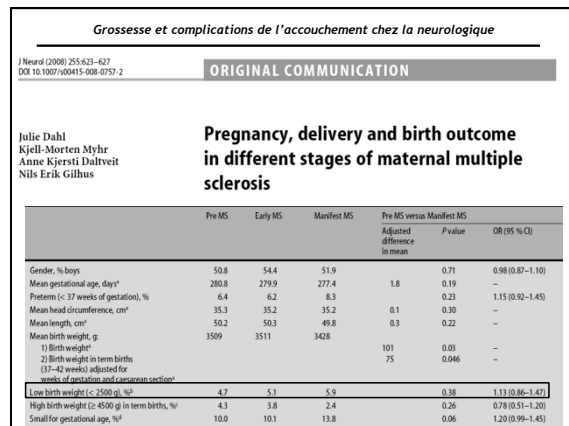 Grossesse et complications de l'accouchement chez la neurologique
J Neurol (2008) 255:623–627
DOI 10.1007/s00415-008-0757-2
ORIGINAL COMMUNICATION
Julie Dahl
Kjell-Morten Myhr
Anne Kjersti Daltveit
Nils Erik Gilhus
Pregnancy, delivery and birth outcome
in different stages of maternal multiple
sclerosis
Pre MS Early MS Manifest MS Pre MS versus Manifest MS
Adjusted difference in mean P value OR (95 % CI)
Gender, % boys 50.8 54.4 51.9 0.71 0.98 (0.87–1.10)
Mean gestational age, daysª 280.8 279.9 277.4 1.8 0.19 –
Preterm (< 37 weeks of gestation), % 6.4 6.2 8.3 0.23 1.15 (0.92–1.45)
Mean head circumference, cmª 35.3 35.2 35.2 0.1 0.30 –
Mean length, cmª 50.2 50.3 49.8 0.3 0.22 –
Mean birth weight, g: 3509 3511 3428
1) Birth weightª 101 0.03 –
2) Birth weight in term births 75 0.046 –
(37–42 weeks) adjusted for
weeks of gestation and caesarean sectionª
Low birth weight (< 2500 g), %ᵇ 4.7 5.1 5.9 0.38 1.13 (0.86–1.47)
High birth weight (≥ 4500 g) in term births, %ᶜ 4.3 3.8 2.4 0.26 0.78 (0.51–1.20)
Small for gestational age, %ᵈ 10.0 10.1 13.8 0.06 1.20 (0.99–1.45)